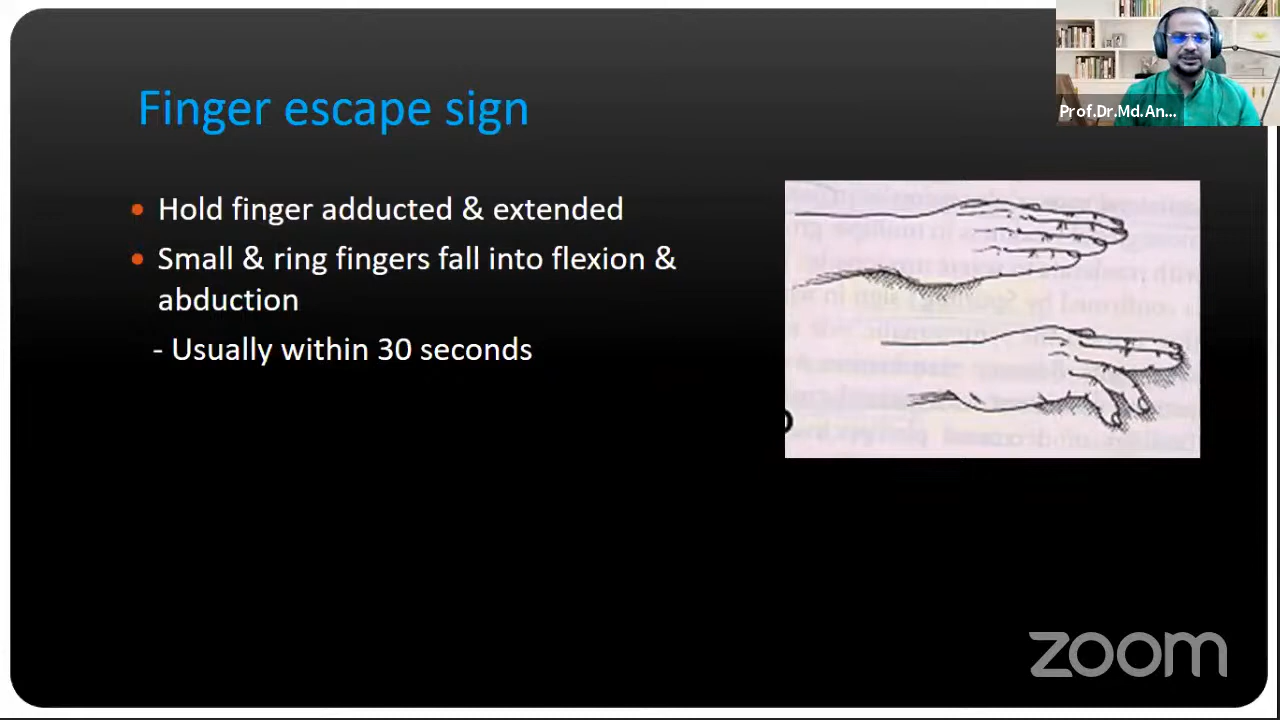 Finger escape sign
Prof.Dr.Md.An...
• Hold finger adducted & extended
• Small & ring fingers fall into flexion &
abduction
- Usually within 30 seconds
zoom